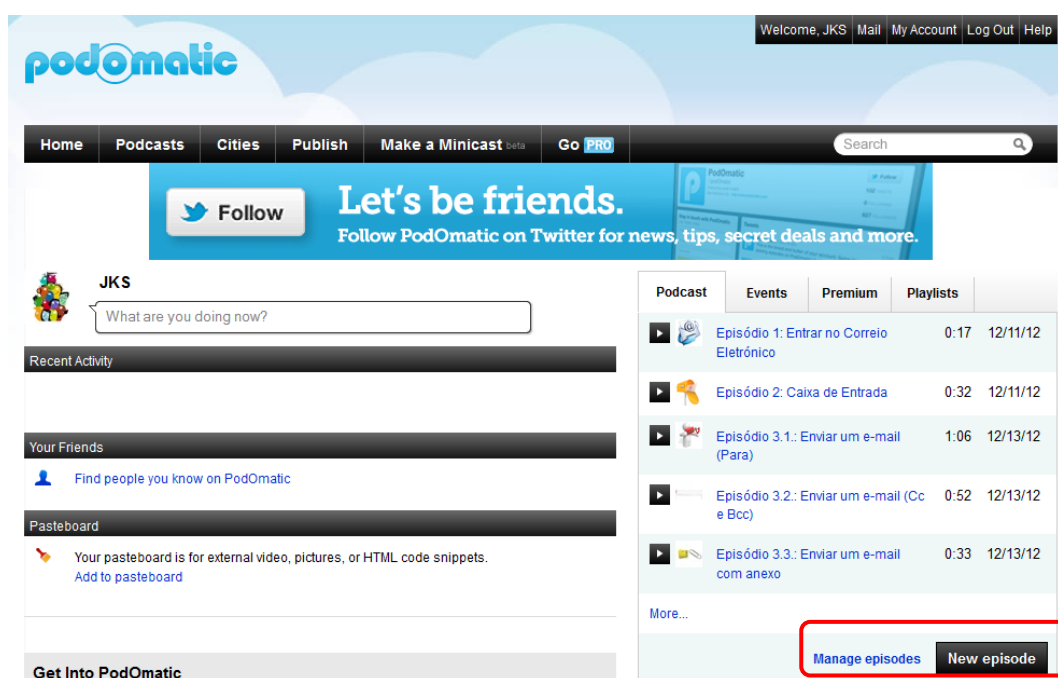 Welcome, JKS Mail My Account Log Out Help
podomatic
Home Podcasts Cities Publish Make a Minicast beta Go PRO Search
Follow
Let's be friends.
Follow PodOmatic on Twitter for news, tips, secret deals and more.
PodOmatic
Follow
JKS
What are you doing now?
Recent Activity
Your Friends
Find people you know on PodOmatic
Pasteboard
Your pasteboard is for external video, pictures, or HTML code snippets.
Add to pasteboard
Get Into PodOmatic
Podcast Events Premium Playlists
Episódio 1: Entrar no Correio 0:17 12/11/12
Eletrónico
Episódio 2: Caixa de Entrada 0:32 12/11/12
Episódio 3.1.: Enviar um e-mail 1:06 12/13/12
(Para)
Episódio 3.2.: Enviar um e-mail (Cc 0:52 12/13/12
e Bcc)
Episódio 3.3.: Enviar um e-mail 0:33 12/13/12
com anexo
More...
Manage episodes New episode